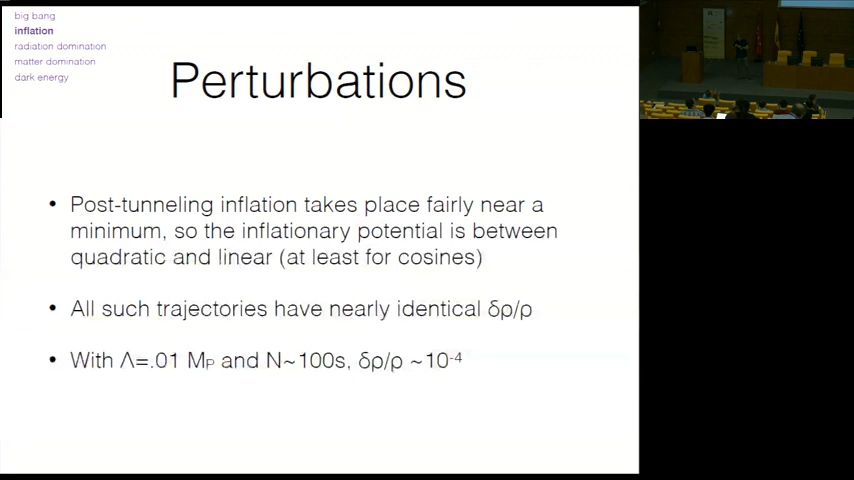 big bang
inflation
radiation domination
matter domination
dark energy
Perturbations
• Post-tunneling inflation takes place fairly near a
minimum, so the inflationary potential is between
quadratic and linear (at least for cosines)
• All such trajectories have nearly identical δρ/ρ
• With Λ=.01 MP and N~100s, δρ/ρ ~10-4